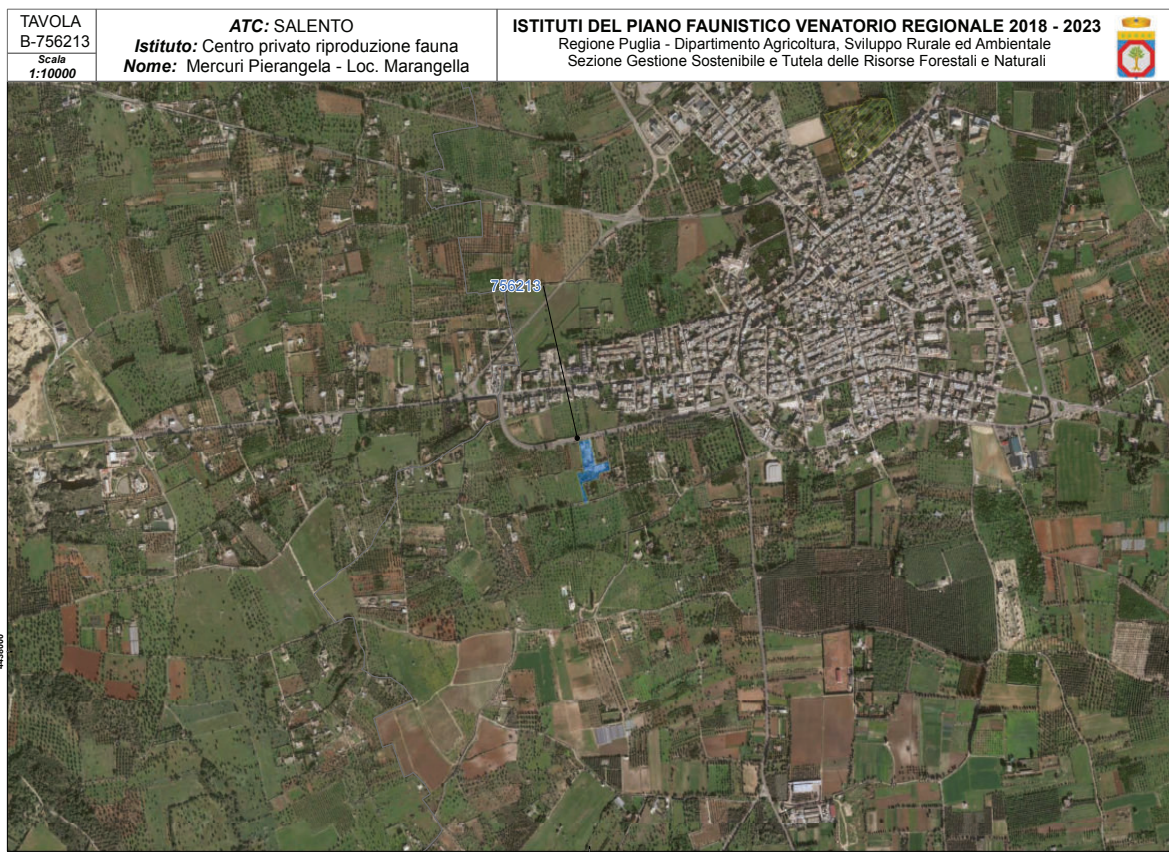 TAVOLA
B-756213
Scala
1:10000
ATC: SALENTO
Istituto: Centro privato riproduzione fauna
Nome: Mercuri Pierangela - Loc. Marangella
ISTITUTI DEL PIANO FAUNISTICO VENATORIO REGIONALE 2018 - 2023
Regione Puglia - Dipartimento Agricoltura, Sviluppo Rurale ed Ambientale
Sezione Gestione Sostenibile e Tutela delle Risorse Forestali e Naturali
756213